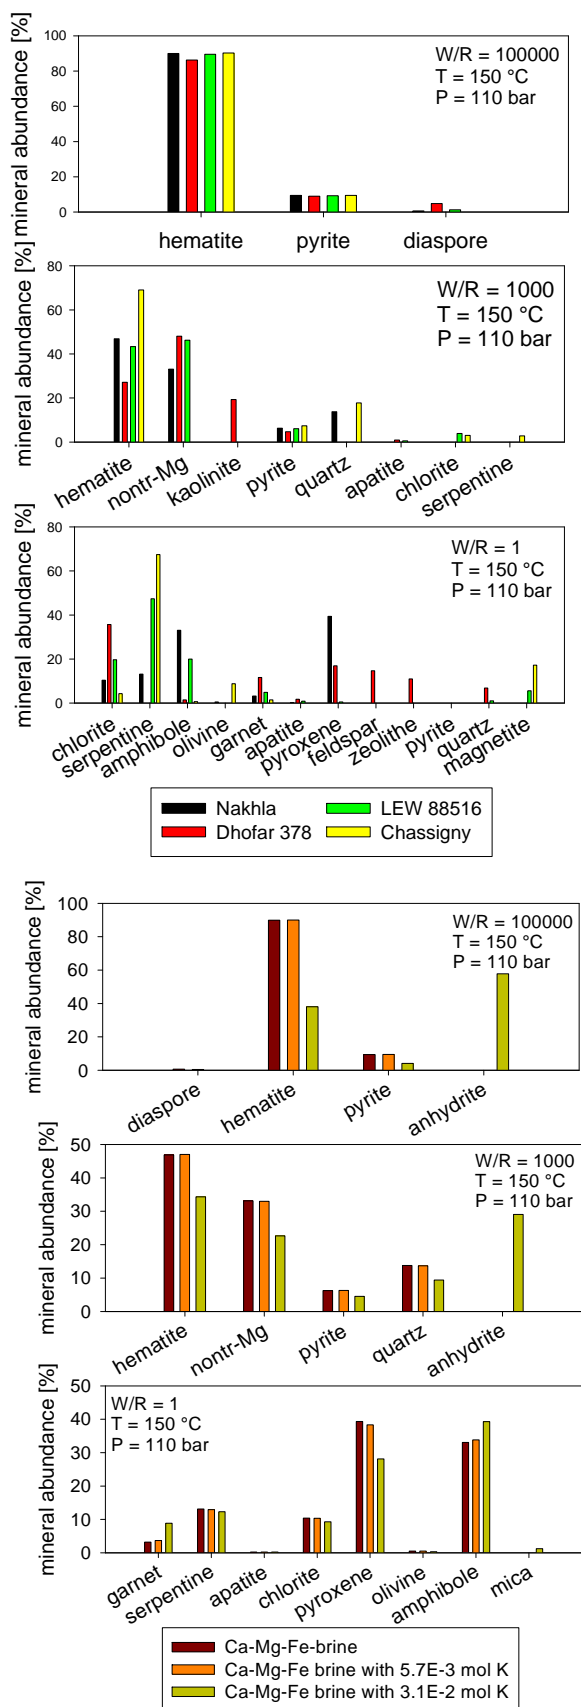 mineral abundance [%]
100
80
60
40
20
0
W/R = 100000
T = 150 °C
P = 110 bar
hematite pyrite diaspore
mineral abundance [%]
80
60
40
20
0
W/R = 1000
T = 150 °C
P = 110 bar
hematite nontr-Mg kaolinite pyrite quartz apatite chlorite serpentine
mineral abundance [%]
80
60
40
20
0
W/R = 1
T = 150 °C
P = 110 bar
chlorite serpentine amphibole olivine garnet apatite pyroxene feldspar zeolithe pyrite quartz magnetite
Nakhla LEW 88516
Dhofar 378 Chassigny
mineral abundance [%]
100
80
60
40
20
0
W/R = 100000
T = 150 °C
P = 110 bar
diaspore hematite pyrite anhydrite
mineral abundance [%]
50
40
30
20
10
0
W/R = 1000
T = 150 °C
P = 110 bar
hematite nontr-Mg pyrite quartz anhydrite
mineral abundance [%]
50
40
30
20
10
0
W/R = 1
T = 150 °C
P = 110 bar
garnet serpentine apatite chlorite pyroxene olivine amphibole mica
Ca-Mg-Fe-brine
Ca-Mg-Fe brine with 5.7E-3 mol K
Ca-Mg-Fe brine with 3.1E-2 mol K